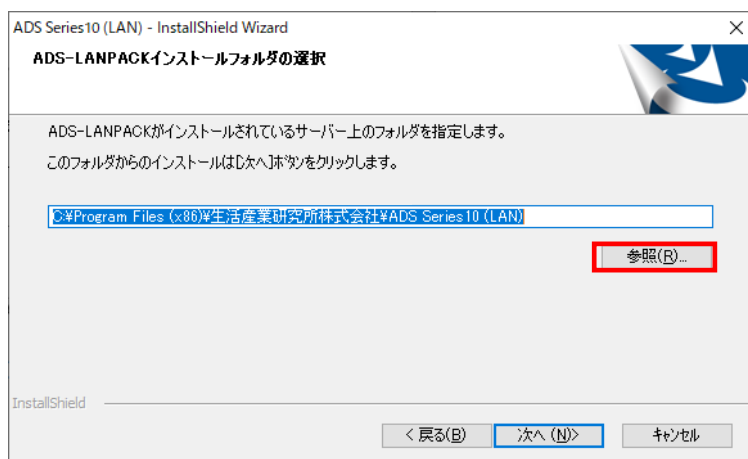 ADS Series10 (LAN) - InstallShield Wizard
ADS-LANPACKインストールフォルダの選択
ADS-LANPACKがインストールされているサーバー上のフォルダを指定します。
このフォルダからのインストールは[次へ]ボタンをクリックします。
C:¥Program Files (x86)¥生活産業研究所株式会社¥ADS Series10 (LAN)
参照(R)...
InstallShield
< 戻る(B)
次へ (N)>
キャンセル